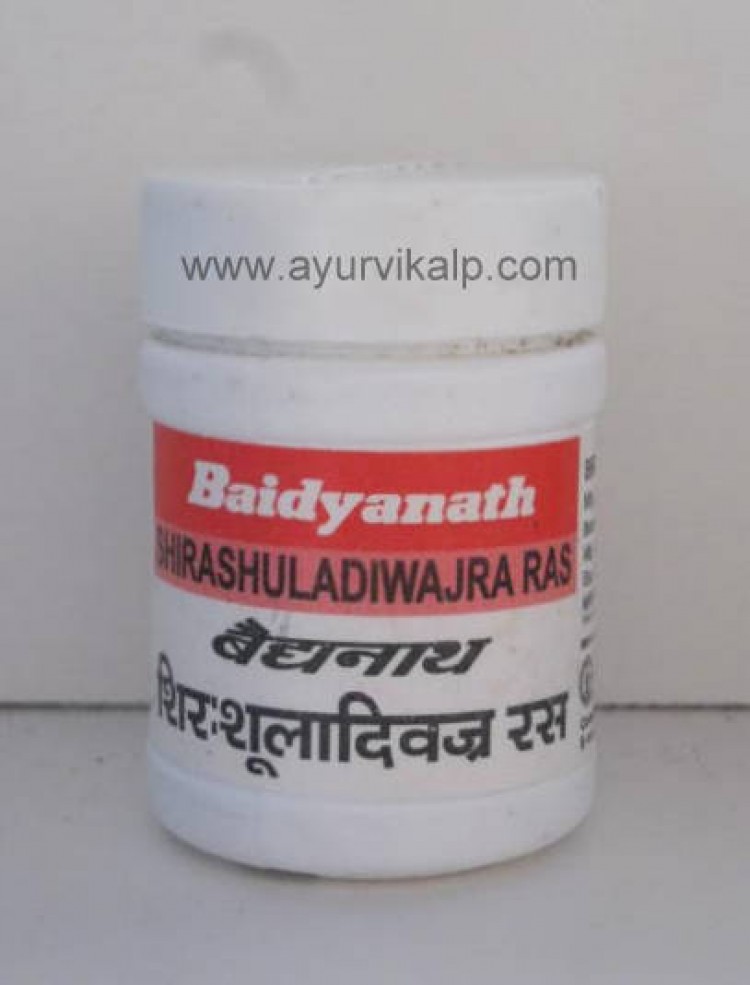 www.ayurvikalp.com
Baidyanath
SHIRASHULADIWAJRA RAS
बैद्यनाथ
शिरःशूलादिवज्र रस